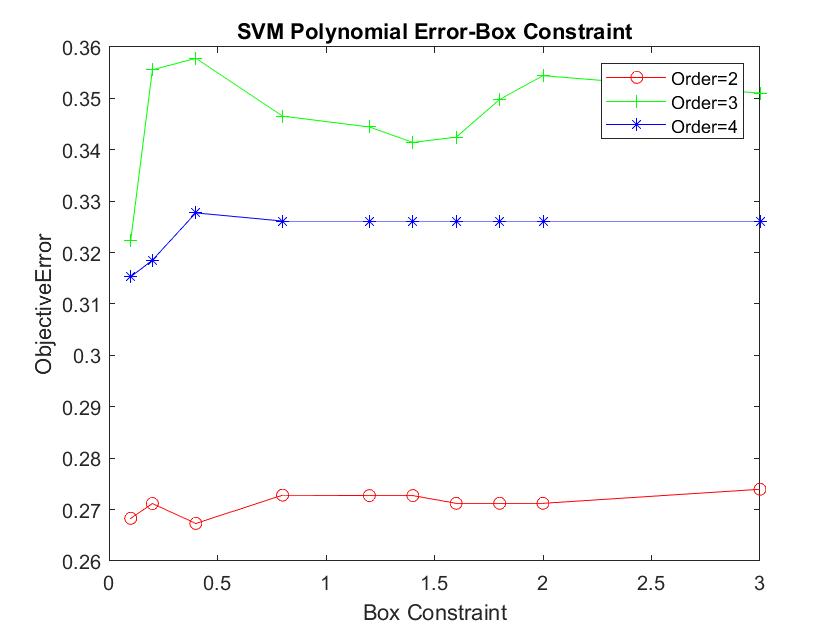 SVM Polynomial Error-Box Constraint
0.36
0.35
0.34
0.33
0.32
0.31
0.3
0.29
0.28
0.27
0.26
ObjectiveError
Order=2
Order=3
Order=4
0 0.5 1 1.5 2 2.5 3
Box Constraint